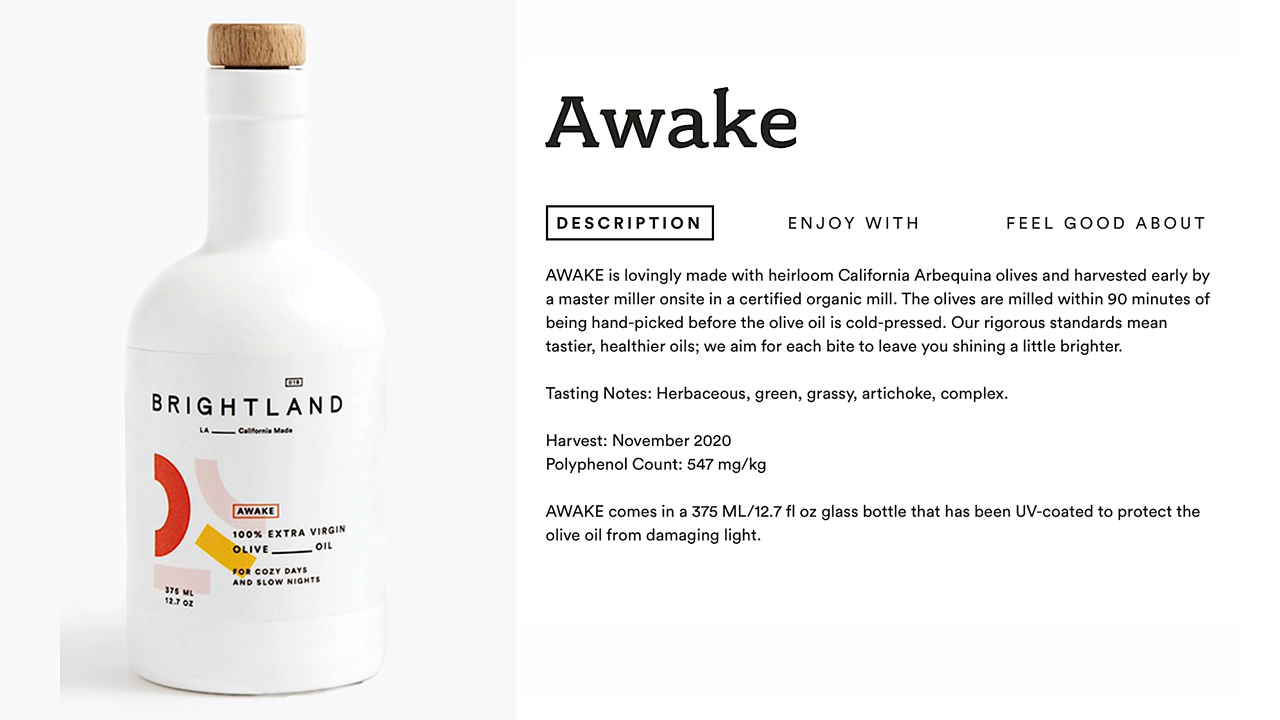 BRIGHTLAND
LA ____ California Made
AWAKE
100% EXTRA VIRGIN
OLIVE ____ OIL
FOR COZY DAYS
AND SLOW NIGHTS
375 ML
12.7 OZ
Awake
DESCRIPTION ENJOY WITH FEEL GOOD ABOUT
AWAKE is lovingly made with heirloom California Arbequina olives and harvested early by
a master miller onsite in a certified organic mill. The olives are milled within 90 minutes of
being hand-picked before the olive oil is cold-pressed. Our rigorous standards mean
tastier, healthier oils; we aim for each bite to leave you shining a little brighter.
Tasting Notes: Herbaceous, green, grassy, artichoke, complex.
Harvest: November 2020
Polyphenol Count: 547 mg/kg
AWAKE comes in a 375 ML/12.7 fl oz glass bottle that has been UV-coated to protect the
olive oil from damaging light.